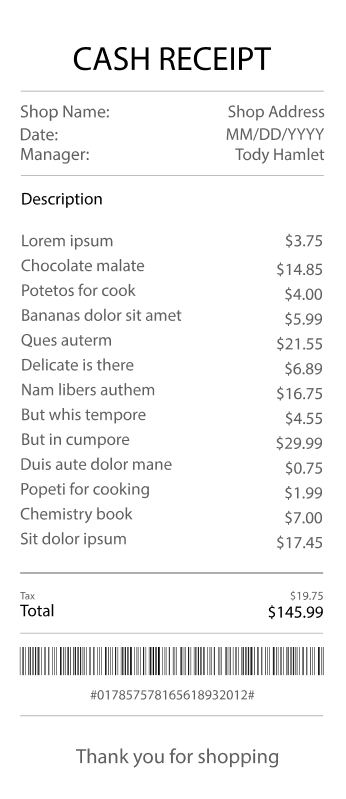 CASH RECEIPT
Shop Name: Shop Address
Date: MM/DD/YYYY
Manager: Tody Hamlet
Description
Lorem ipsum $3.75
Chocolate malate $14.85
Potetos for cook $4.00
Bananas dolor sit amet $5.99
Ques auterm $21.55
Delicate is there $6.89
Nam libers authem $16.75
But whis tempore $4.55
But in cumpore $29.99
Duis aute dolor mane $0.75
Popeti for cooking $1.99
Chemistry book $7.00
Sit dolor ipsum $17.45
Tax $19.75
Total $145.99
#017857578165618932012#
Thank you for shopping